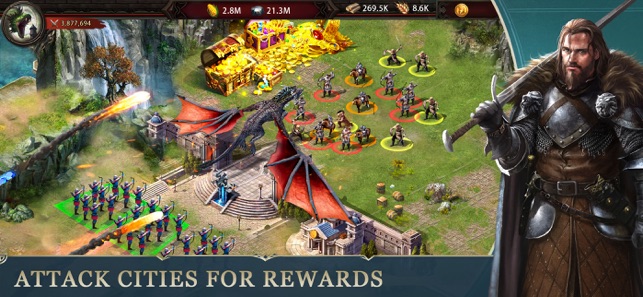 1,877,694
2.8M
21.3M
269.5K
8.6K
ATTACK CITIES FOR REWARDS